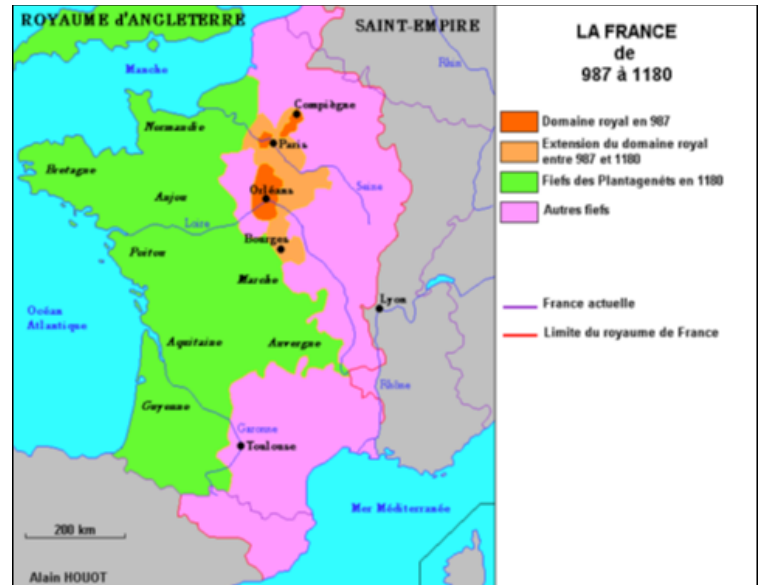 ROYAUME d'ANGLETERRE
SAINT-EMPIRE
Manche
Rhin
Compiègne
Normandie
Paris
Bretagne
Anjou
Orléans
Seine
Loire
Bourges
Poitou
Marche
Lyon
Océan
Atlantique
Aquitaine
Auvergne
Rhône
Guyenne
Garonne
Toulouse
Mer Méditerranée
200 km
Alain HOUOT
LA FRANCE
de
987 à 1180
Domaine royal en 987
Extension du domaine royal
entre 987 et 1180
Fiefs des Plantagenêts en 1180
Autres fiefs
France actuelle
Limite du royaume de France